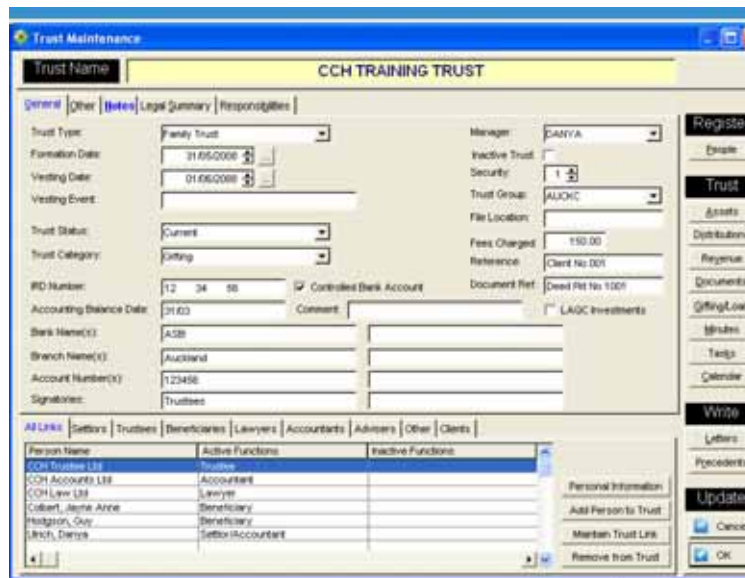 Trust Maintenance
Trust Name CCH TRAINING TRUST
General Other Notes Legal Summary Responsibilities
Trust Type: Family Trust
Formation Date: 31/05/2008 ...
Vesting Date: 01/06/2088 ...
Vesting Event:
Trust Status: Current
Trust Category: Gifting
IRD Number: 12 34 56 Controlled Bank Account
Accounting Balance Date: 31/03 Comment:
Bank Name(s): ASB
Branch Name(s): Auckland
Account Number(s): 123456
Signatories: Trustees
Manager: DANYA
Inactive Trust:
Security: 1
Trust Group: AUCKC
File Location:
Fees Charged: 150.00
Reference: Client No 001
Document Ref: Deed Rd No 1001
LAQC Investments
All Links Settlors Trustees Beneficiaries Lawyers Accountants Advisers Other Clients
Person Name Active Functions Inactive Functions
CCH Trustee Ltd Trustee
CCH Accounts Ltd Accountant
CCH Law Ltd Lawyer
Colbert, Jayne Anne Beneficiary
Hodgson, Guy Beneficiary
Ulrich, Danya Settlor/Accountant
Personal Information
Add Person to Trust
Maintain Trust Link
Remove from Trust
Registe
People
Trust
Assets
Distribution
Revenue
Documents
Gifting/Loa
Minutes
Tasks
Calendar
Write
Letters
Precedents
Update
Cance
OK